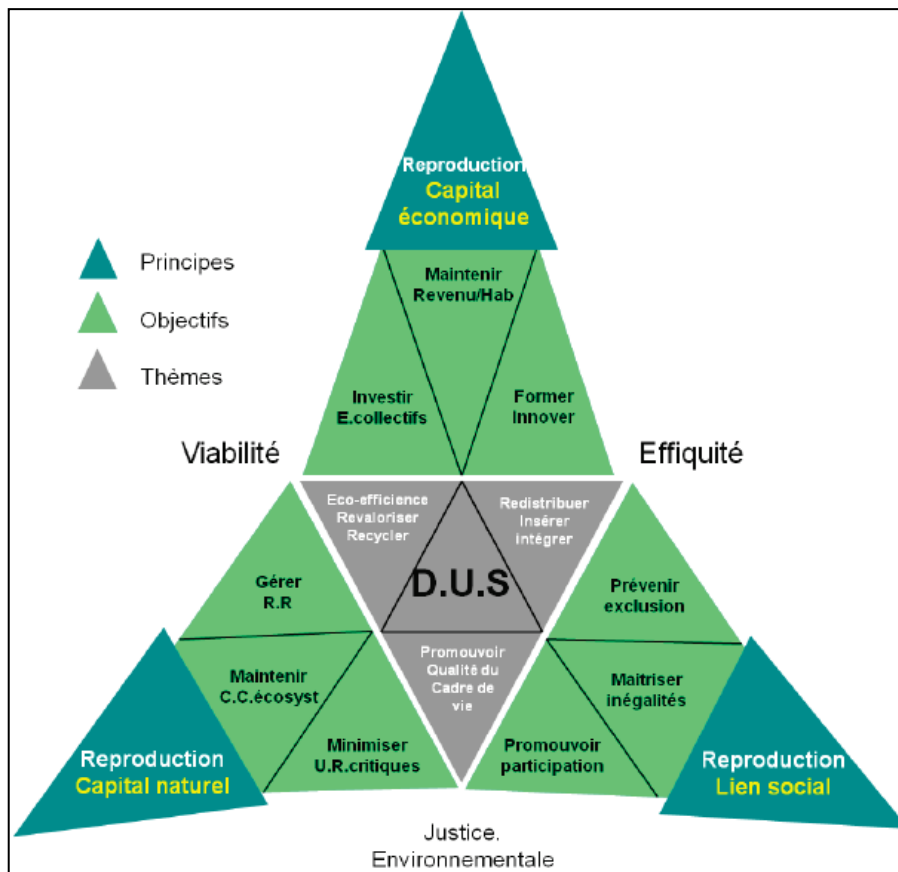 Reproduction
Capital
économique
Principes
Objectifs
Thèmes
Maintenir
Revenu/Hab
Investir
E.collectifs
Former
Innover
Viabilité
Effiquité
Eco-efficience
Revaloriser
Recycler
Redistribuer
Insérer
intégrer
D.U.S
Gérer
R.R
Prévenir
exclusion
Promouvoir
Qualité du
Cadre de
vie
Maintenir
C.C.écosyst
Maitriser
inégalités
Minimiser
U.R.critiques
Promouvoir
participation
Reproduction
Capital naturel
Reproduction
Lien social
Justice.
Environnementale